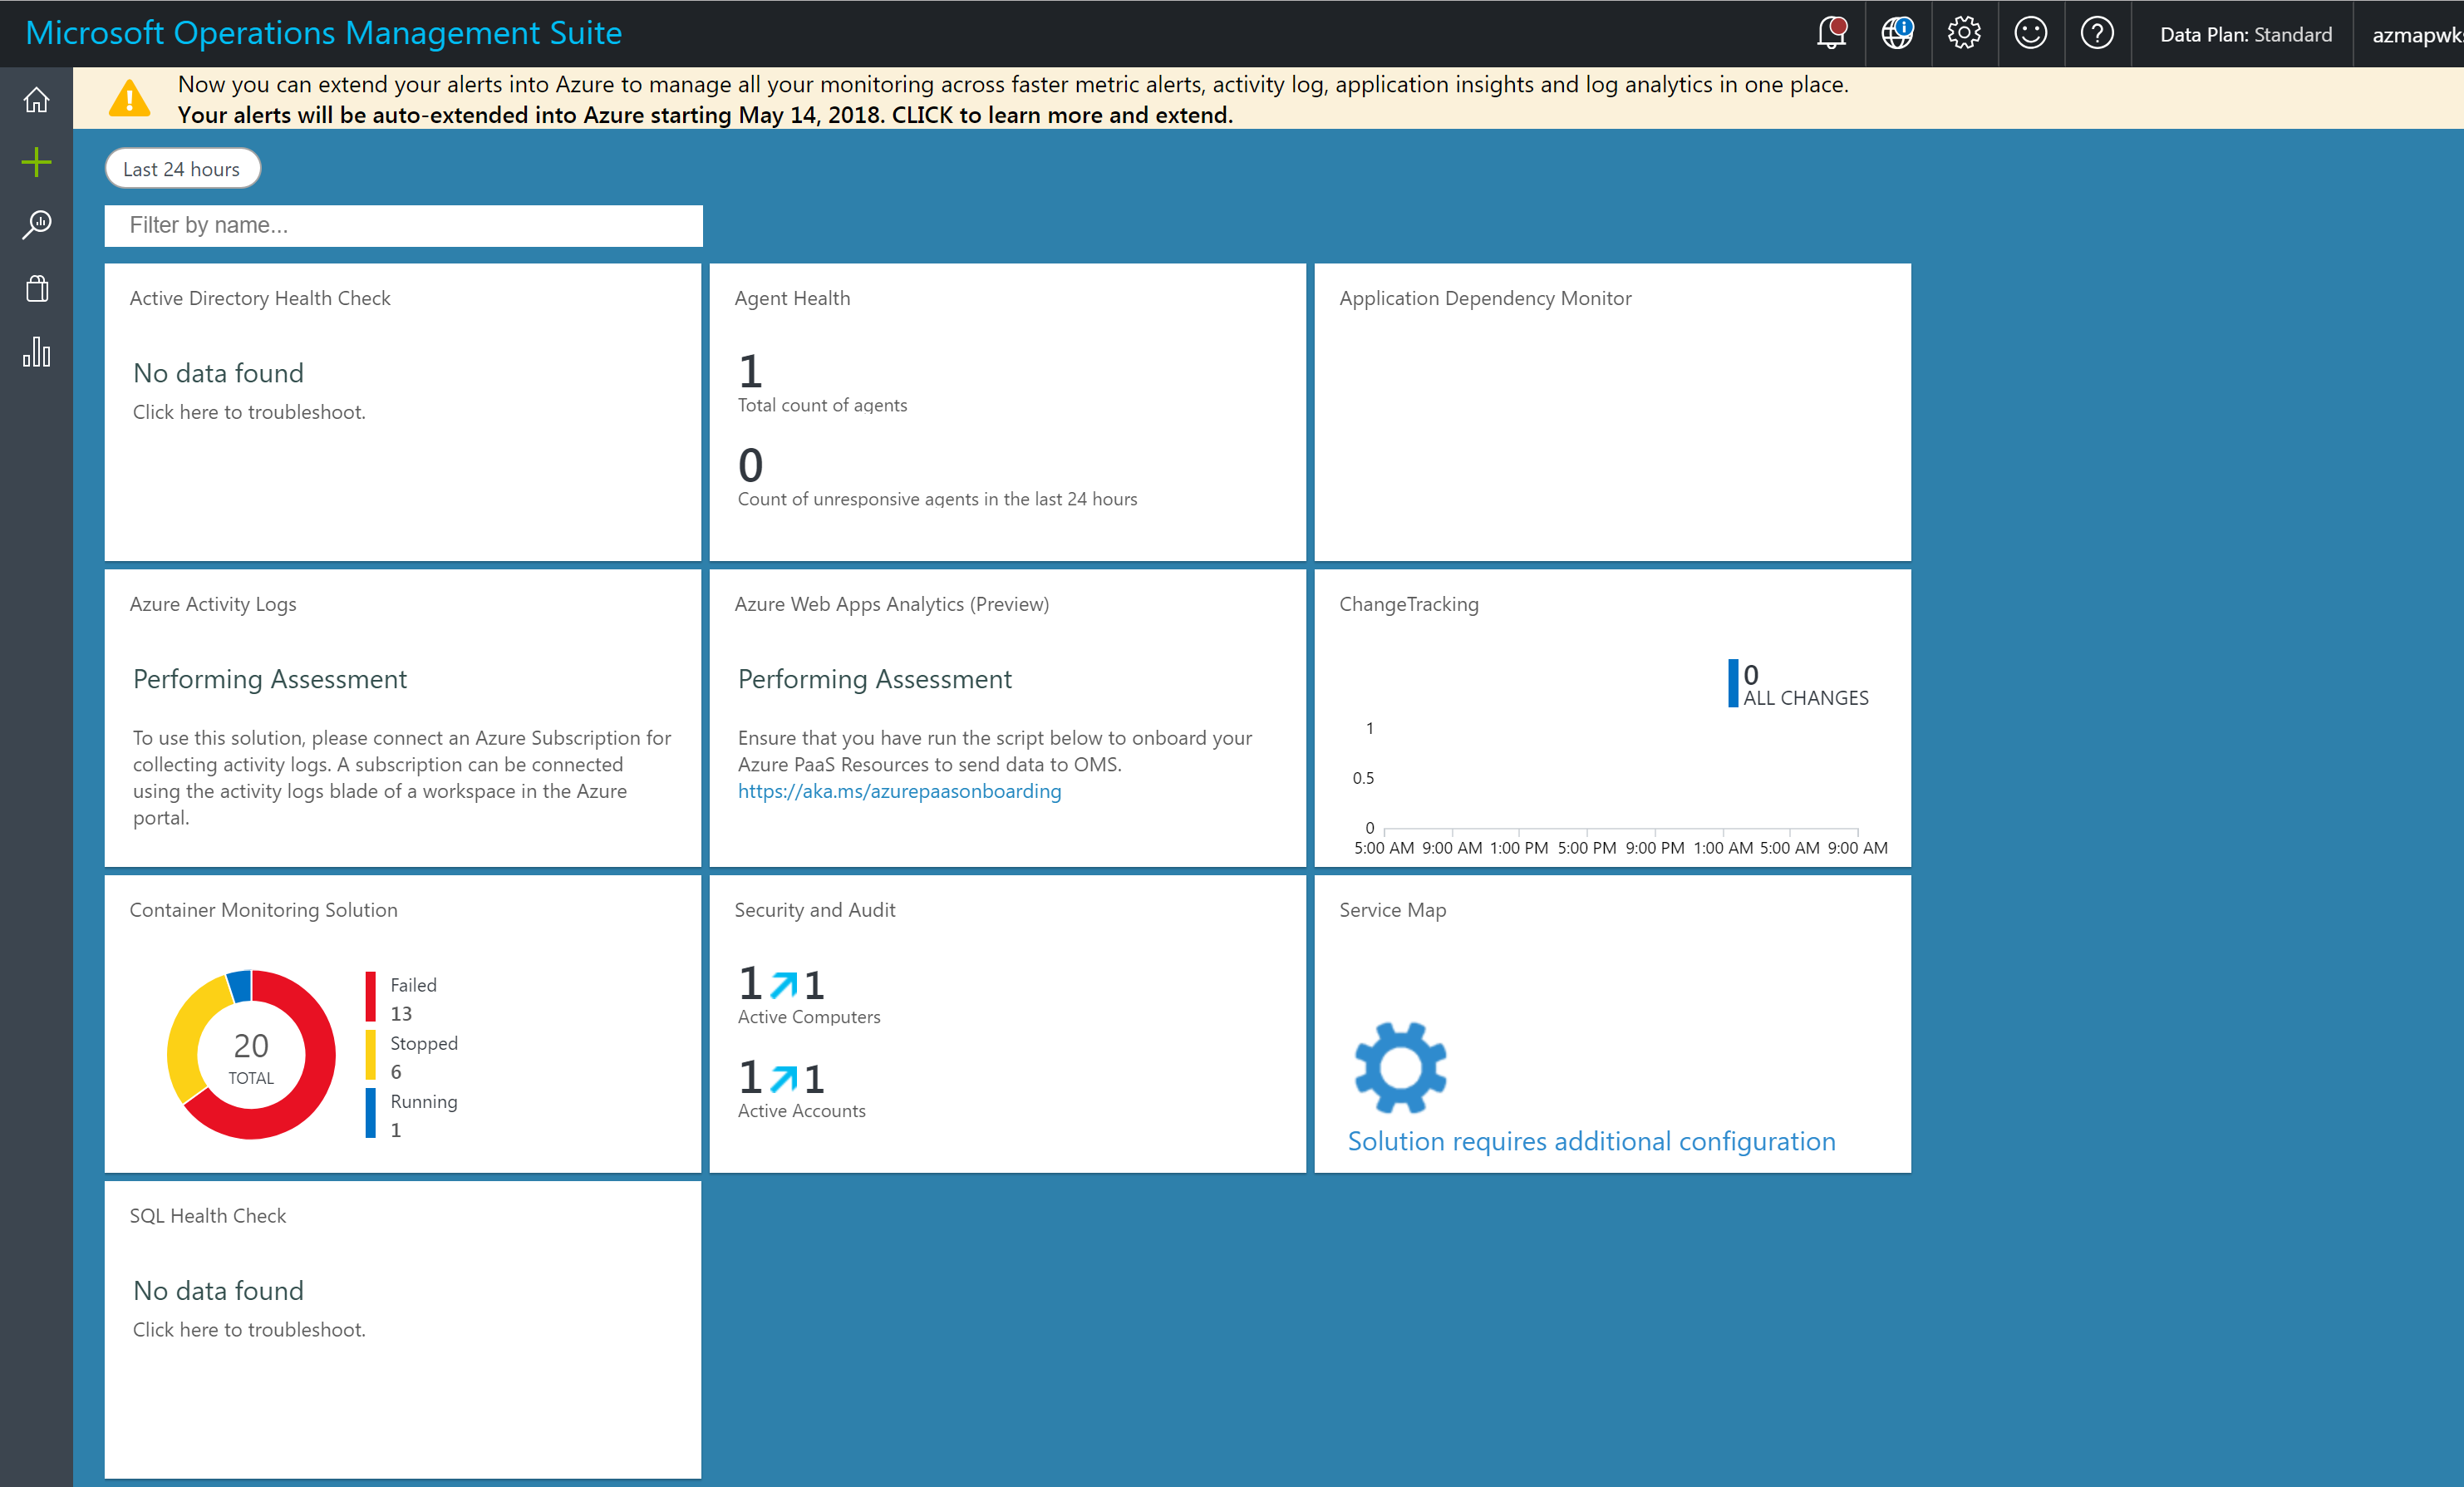 Microsoft Operations Management Suite
Data Plan: Standard
Now you can extend your alerts into Azure to manage all your monitoring across faster metric alerts, activity log, application insights and log analytics in one place.
Your alerts will be auto-extended into Azure starting May 14, 2018. CLICK to learn more and extend.
Last 24 hours
Filter by name...
Active Directory Health Check
No data found
Click here to troubleshoot.
Agent Health
1
Total count of agents
0
Count of unresponsive agents in the last 24 hours
Application Dependency Monitor
Azure Activity Logs
Performing Assessment
To use this solution, please connect an Azure Subscription for
collecting activity logs. A subscription can be connected
using the activity logs blade of a workspace in the Azure
portal.
Azure Web Apps Analytics (Preview)
Performing Assessment
Ensure that you have run the script below to onboard your
Azure PaaS Resources to send data to OMS.
https://aka.ms/azurepaasonboarding
ChangeTracking
0
ALL CHANGES
1
0.5
0
5:00 AM 9:00 AM 1:00 PM 5:00 PM 9:00 PM 1:00 AM 5:00 AM 9:00 AM
Container Monitoring Solution
20
TOTAL
Failed
13
Stopped
6
Running
1
Security and Audit
1 1
Active Computers
1 1
Active Accounts
Service Map
Solution requires additional configuration
SQL Health Check
No data found
Click here to troubleshoot.